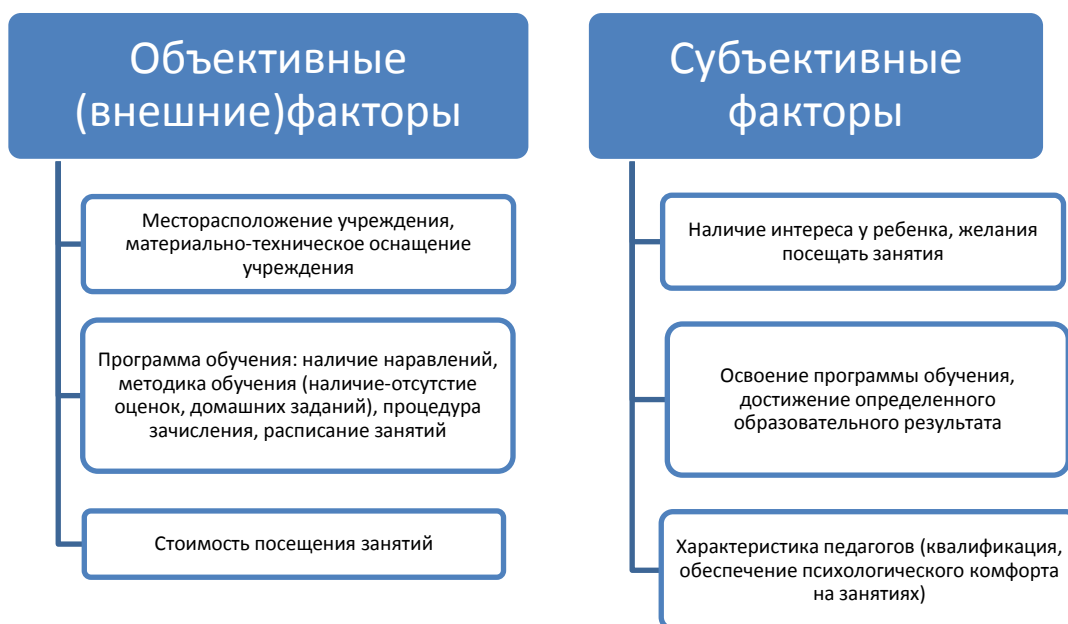 Объективные
(внешние)факторы
Месторасположение учреждения,
материально-техническое оснащение
учреждения
Программа обучения: наличие наравлений,
методика обучения (наличие-отсутстие
оценок, домашних заданий), процедура
зачисления, расписание занятий
Стоимость посещения занятий
Субъективные
факторы
Наличие интереса у ребенка, желания
посещать занятия
Освоение программы обучения,
достижение определенного
образовательного результата
Характеристика педагогов (квалификация,
обеспечение психологического комфорта
на занятиях)